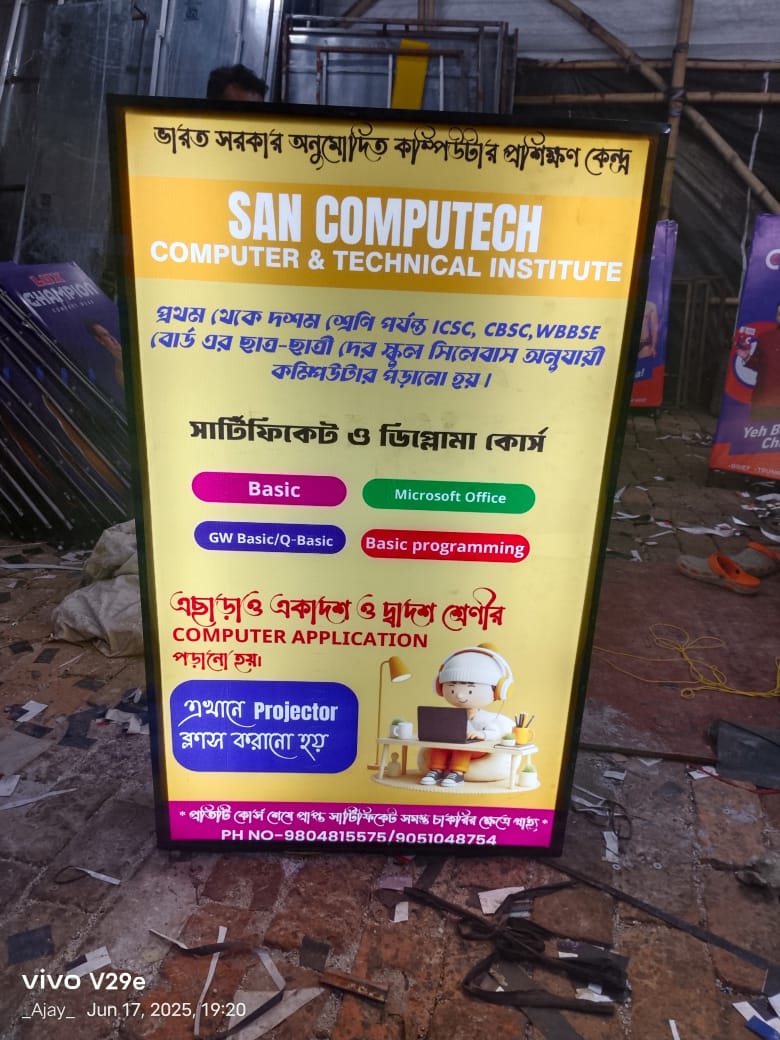 ভারত সরকার অনুমোদিত কম্পিউটার প্রশিক্ষণ কেন্দ্র
SAN COMPUTECH
COMPUTER & TECHNICAL INSTITUTE
প্রথম থেকে দশম শ্রেণি পর্যন্ত ICSC, CBSC,WBBSE
বোর্ড এর ছাত্র-ছাত্রী দের স্কুল সিলেবাস অনুযায়ী
কম্পিউটার পড়ানো হয়।
সার্টিফিকেট ও ডিপ্লোমা কোর্স
Basic
Microsoft Office
GW Basic/Q-Basic
Basic programming
এছাড়াও একাদশ ও দ্বাদশ শ্রেণীর
COMPUTER APPLICATION
পড়ানো হয়।
এখানে Projector
ক্লাস করানো হয়
* প্রতিটি কোর্স শেষে প্রাপ্ত সার্টিফিকেট সমস্ত চাকরির ক্ষেত্রে গ্রাহ্য *
PH NO-9804815575/9051048754
CHAMPION
Yeh B
Ch
vivo V29e
_Ajay_ Jun 17, 2025, 19:20